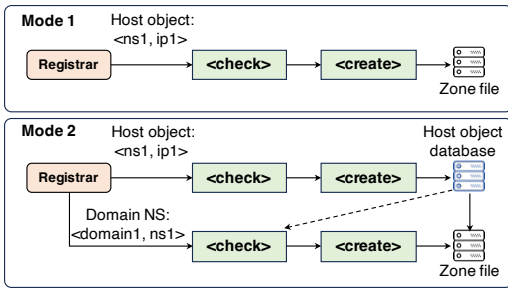 Mode 1
Host object:
<ns1, ip1>
Registrar
<check>
<create>
Zone file
Mode 2
Host object:
<ns1, ip1>
Host object
database
Registrar
<check>
<create>
Domain NS:
<domain1, ns1>
<check>
<create>
Zone file